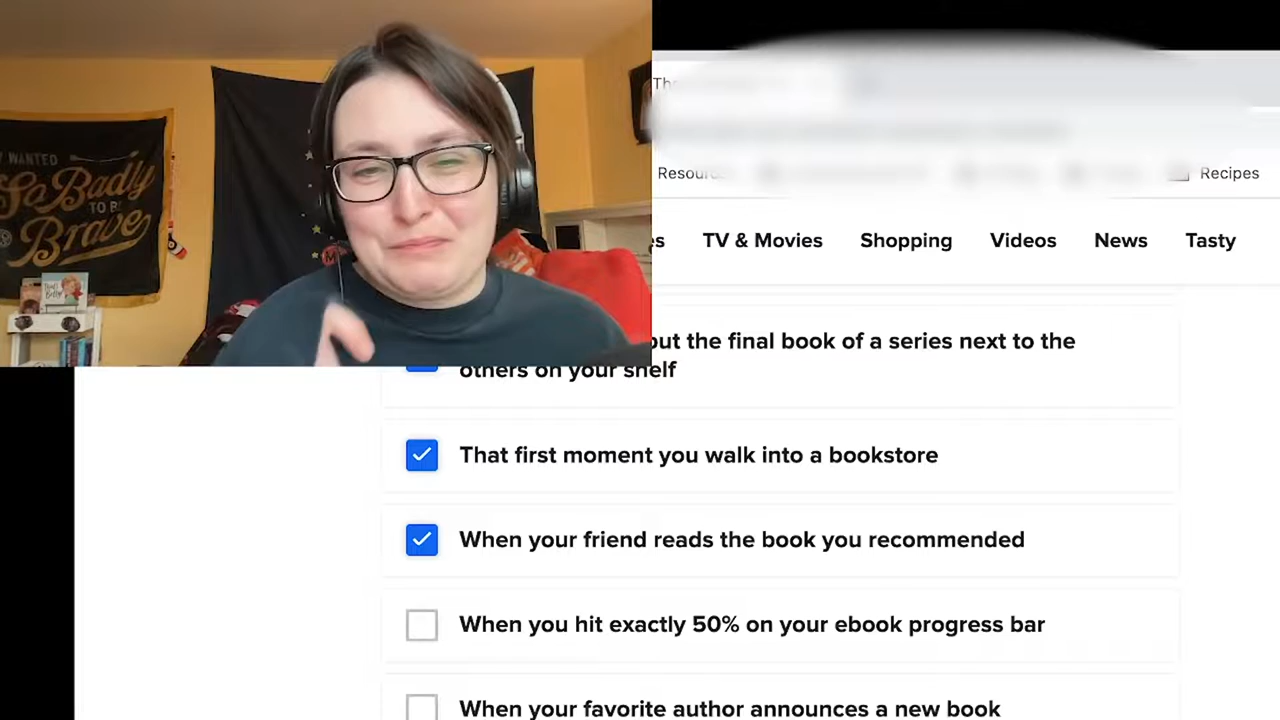 WANTED
So Badly
TO BE
Brave
M
The
Resourc
Recipes
es
TV & Movies
Shopping
Videos
News
Tasty
out the final book of a series next to the
others on your shelf
That first moment you walk into a bookstore
When your friend reads the book you recommended
When you hit exactly 50% on your ebook progress bar
When your favorite author announces a new book